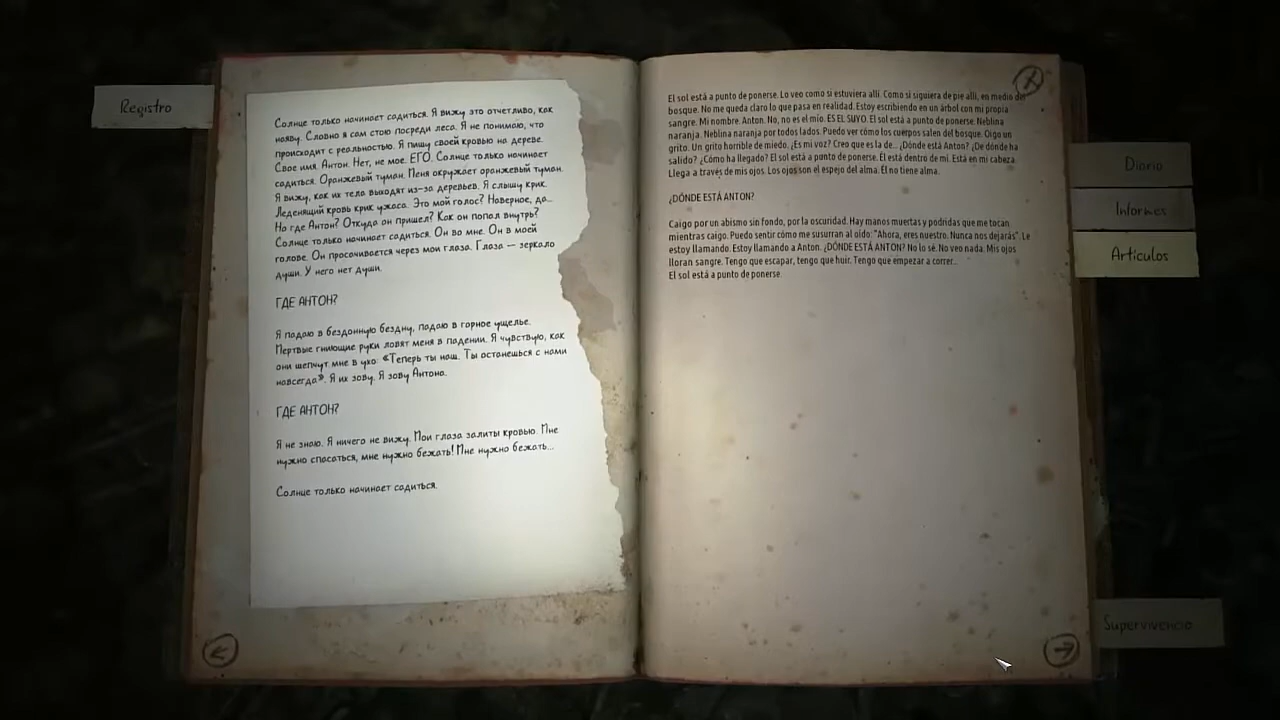 Registro
Солнце только начинает садиться. Я вижу это отчетливо, как
наяву. Словно я сам стою посреди леса. Я не понимаю, что
происходит с реальностью. Я пишу своей кровью на дереве.
Свое имя. Антон. Нет, не мое. ЕГО. Солнце только начинает
садиться. Оранжевый туман. Меня окружает оранжевый туман.
Я вижу, как их тела выходят из-за деревьев. Я слышу крик.
Леденящий кровь крик ужаса. Это мой голос? Наверное, да...
Но где Антон? Откуда он пришел? Как он попал внутрь?
Солнце только начинает садиться. Он во мне. Он в моей
голове. Он просачивается через мои глаза. Глаза — зеркало
души. У него нет души.
ГДЕ АНТОН?
Я падаю в бездонную бездну, падаю в горное ущелье.
Мертвые гниющие руки ловят меня в падении. Я чувствую, как
они шепчут мне в ухо: «Теперь ты наш. Ты останешься с нами
навсегда». Я их зову. Я зову Антона.
ГДЕ АНТОН?
Я не знаю. Я ничего не вижу. Мои глаза залиты кровью. Мне
нужно спасаться, мне нужно бежать! Мне нужно бежать...
Солнце только начинает садиться.
El sol está a punto de ponerse. Lo veo como si estuviera allí. Como si siguiera de pie allí, en medio del
bosque. No me queda claro lo que pasa en realidad. Estoy escribiendo en un árbol con mi propia
sangre. Mi nombre. Anton. No, no es el mío. ES EL SUYO. El sol está a punto de ponerse. Neblina
naranja. Neblina naranja por todos lados. Puedo ver cómo los cuerpos salen del bosque. Oigo un
grito. Un grito horrible de miedo. ¿Es mi voz? Creo que es la de... ¿Dónde está Anton? ¿De dónde ha
salido? ¿Cómo ha llegado? El sol está a punto de ponerse. Él está dentro de mí. Está en mi cabeza.
Llega a través de mis ojos. Los ojos son el espejo del alma. Él no tiene alma.
¿DÓNDE ESTÁ ANTON?
Caigo por un abismo sin fondo, por la oscuridad. Hay manos muertas y podridas que me tocan
mientras caigo. Puedo sentir cómo me susurran al oído: "Ahora, eres nuestro. Nunca nos dejarás". Le
estoy llamando. Estoy llamando a Anton. ¿DÓNDE ESTÁ ANTON? No lo sé. No veo nada. Mis ojos
lloran sangre. Tengo que escapar, tengo que huir. Tengo que empezar a correr...
El sol está a punto de ponerse.
Diario
Informes
Artículos
Supervivencia